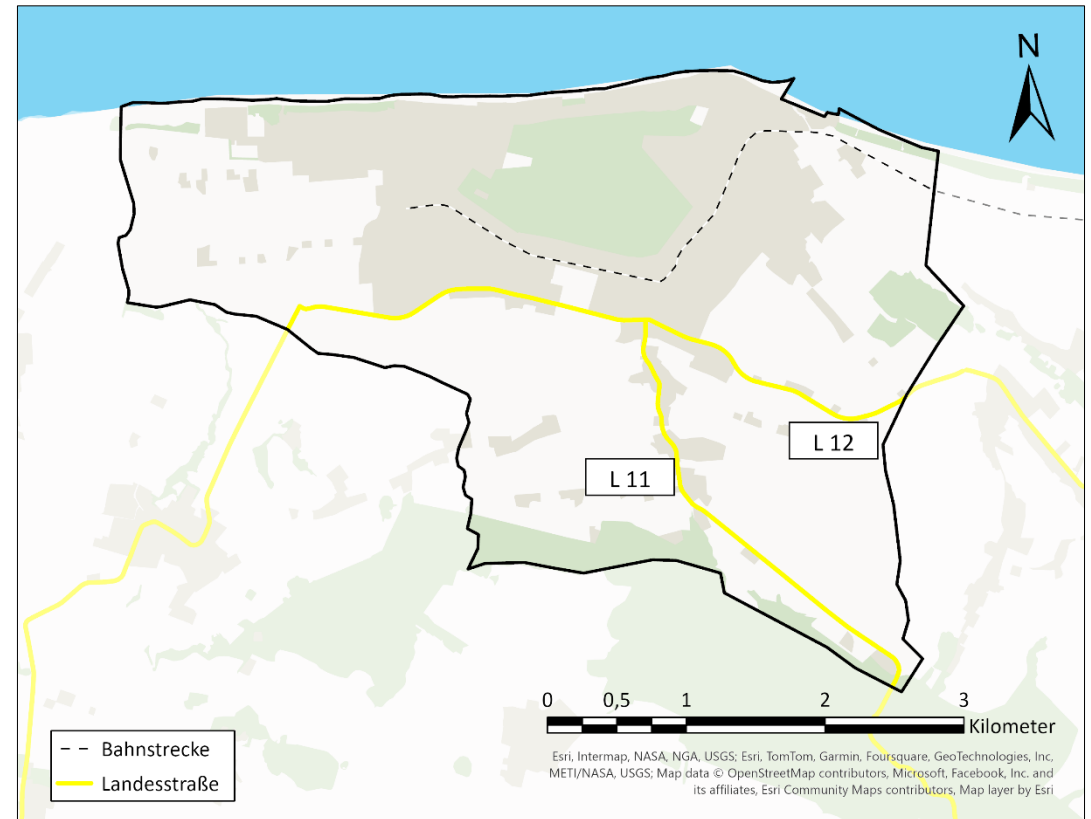 N
L 12
L 11
0 0,5 1 2 3
Kilometer
Bahnstrecke
Landesstraße
Esri, Intermap, NASA, NGA, USGS; Esri, TomTom, Garmin, Foursquare, GeoTechnologies, Inc,
METI/NASA, USGS; Map data © OpenStreetMap contributors, Microsoft, Facebook, Inc. and
its affiliates, Esri Community Maps contributors, Map layer by Esri